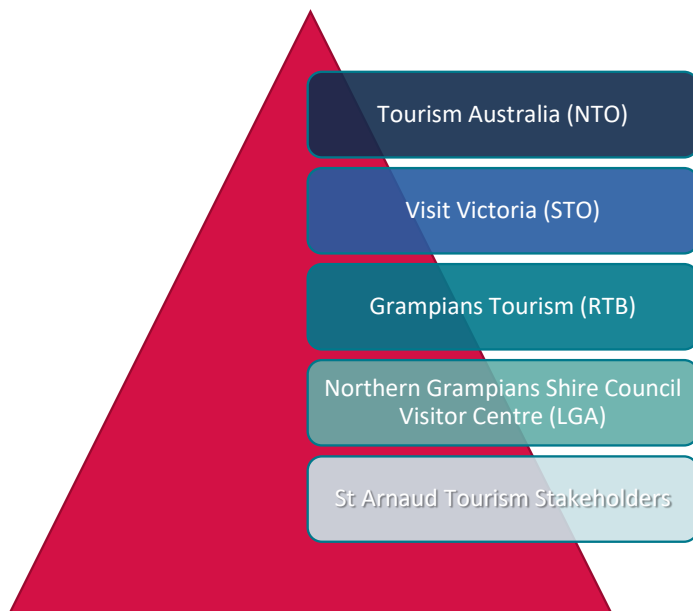 Tourism Australia (NTO)
Visit Victoria (STO)
Grampians Tourism (RTB)
Northern Grampians Shire Council
Visitor Centre (LGA)
St Arnaud Tourism Stakeholders